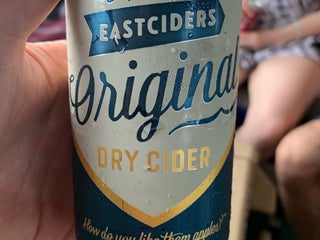 EASTCIDERS
Original
DRY CIDER
How do you like them apples?